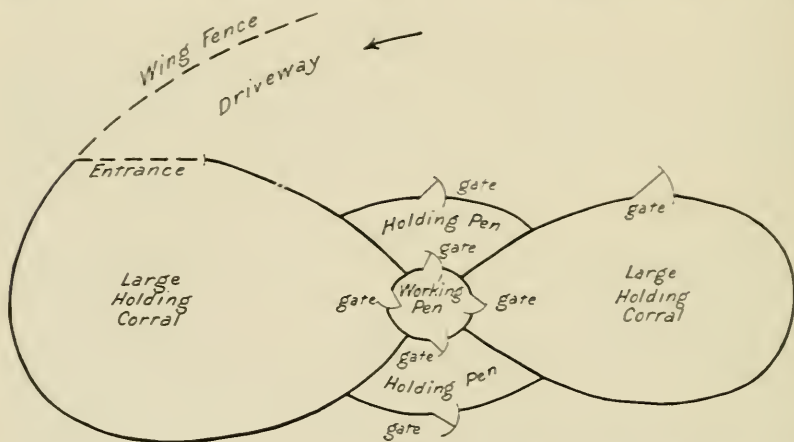 Wing Fence
Driveway
Entrance
gate
Holding Pen
gate
gate
Large
Holding
Corral
gate
Working
Pen
gate
Large
Holding
Corral
gate
Holding Pen
gate